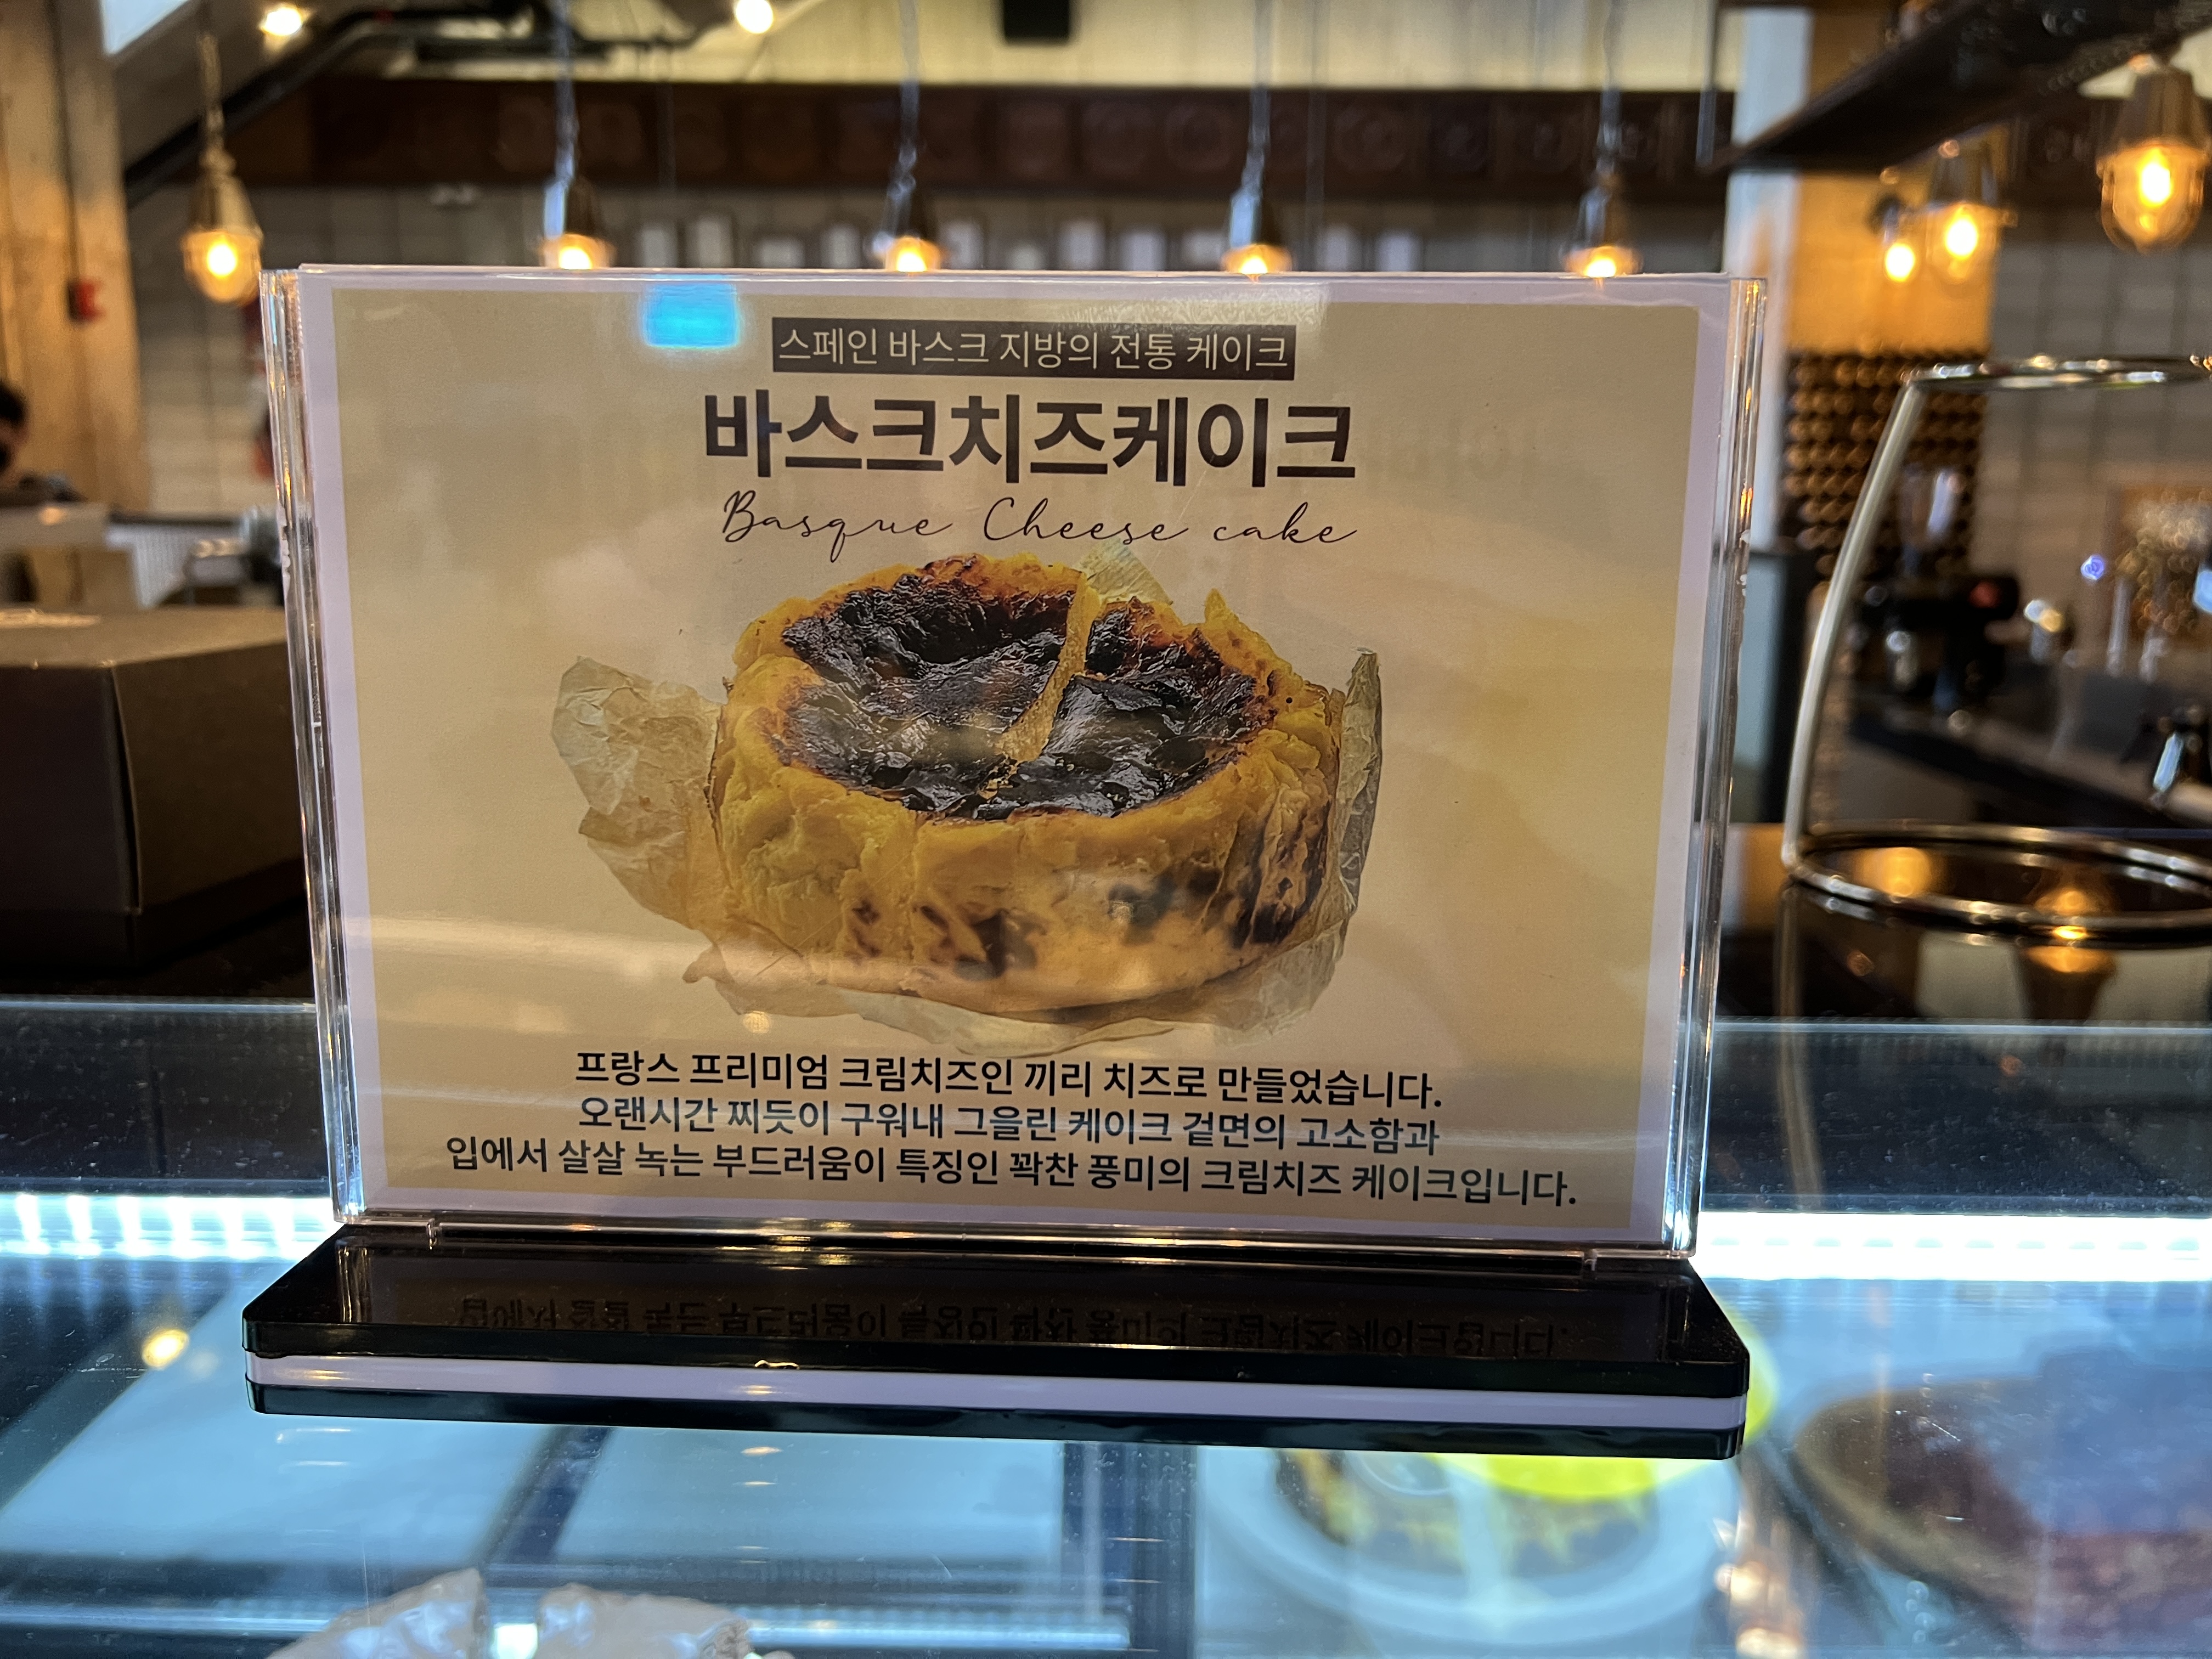 스페인 바스크 지방의 전통 케이크
바스크치즈케이크
Basque Cheese cake
프랑스 프리미엄 크림치즈인 끼리 치즈로 만들었습니다.
오랜시간 찌듯이 구워내 그을린 케이크 겉면의 고소함과
입에서 살살 녹는 부드러움이 특징인 꽉찬 풍미의 크림치즈 케이크입니다.